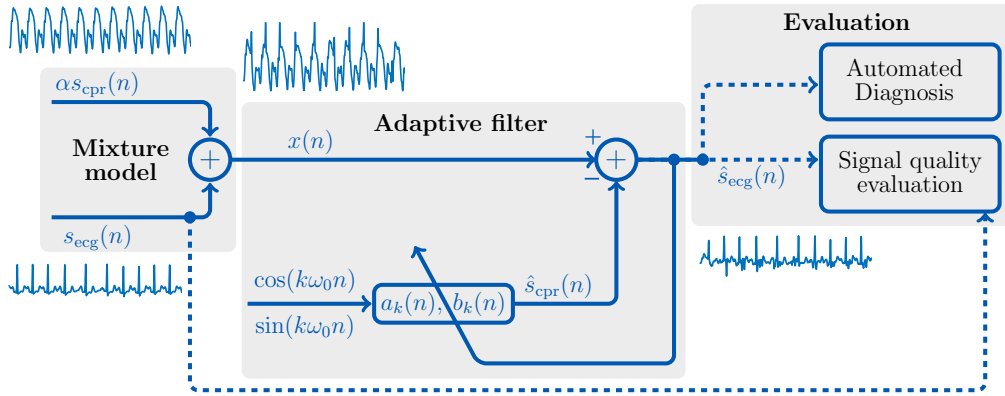 Evaluation
αs_cpr(n)
Mixture
model
+
s_ecg(n)
Adaptive filter
x(n)
+
−
+
cos(kω₀n)
sin(kω₀n)
a_k(n), b_k(n)
ŝ_cpr(n)
ŝ_ecg(n)
Automated
Diagnosis
Signal quality
evaluation